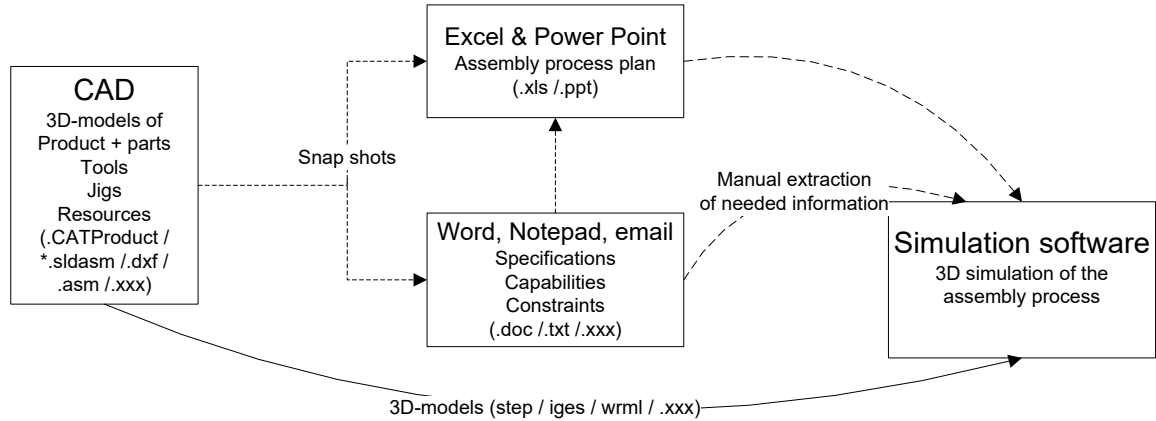 CAD
3D-models of
Product + parts
Tools
Jigs
Resources
(.CATProduct /
*.sldasm /.dxf /
.asm /.xxx)
Snap shots
Excel & Power Point
Assembly process plan
(.xls /.ppt)
Word, Notepad, email
Specifications
Capabilities
Constraints
(.doc /.txt /.xxx)
Manual extraction
of needed information
Simulation software
3D simulation of the
assembly process
3D-models (step / iges / wrml / .xxx)